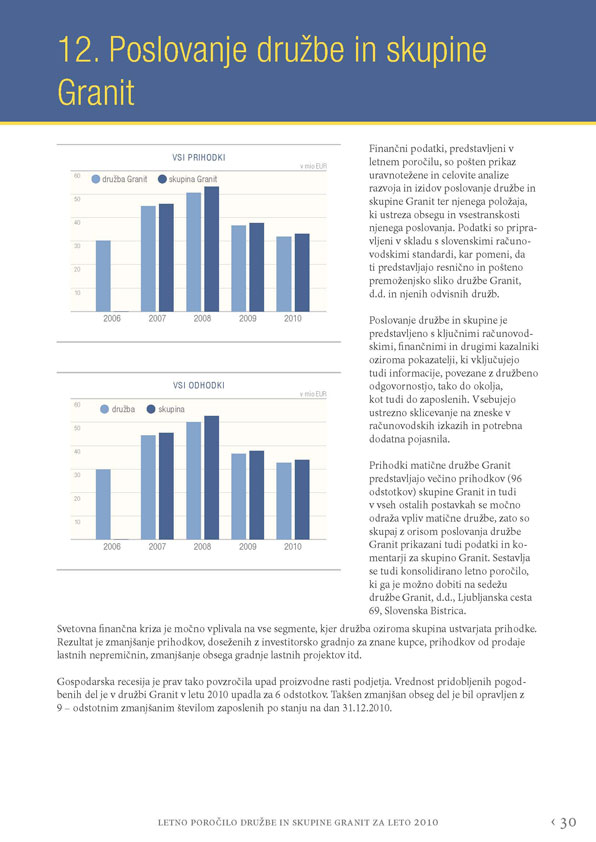 12. Poslovanje družbe in skupine
Granit
VSI PRIHODKI
v mio EUR
60
družba Granit
skupina Granit
50
40
30
20
10
2006
2007
2008
2009
2010
VSI ODHODKI
v mio EUR
60
družba
skupina
50
40
30
20
10
2006
2007
2008
2009
2010
Finančni podatki, predstavljeni v
letnem poročilu, so pošten prikaz
uravnotežene in celovite analize
razvoja in izidov poslovanje družbe in
skupine Granit ter njenega položaja,
ki ustreza obsegu in vsestranskosti
njenega poslovanja. Podatki so pripra-
vljeni v skladu s slovenskimi računo-
vodskimi standardi, kar pomeni, da
ti predstavljajo resnično in pošteno
premoženjsko sliko družbe Granit,
d.d. in njenih odvisnih družb.
Poslovanje družbe in skupine je
predstavljeno s ključnimi računovod-
skimi, finančnimi in drugimi kazalniki
oziroma pokazatelji, ki vključujejo
tudi informacije, povezane z družbeno
odgovornostjo, tako do okolja,
kot tudi do zaposlenih. Vsebujejo
ustrezno sklicevanje na zneske v
računovodskih izkazih in potrebna
dodatna pojasnila.
Prihodki matične družbe Granit
predstavljajo večino prihodkov (96
odstotkov) skupine Granit in tudi
v vseh ostalih postavkah se močno
odraža vpliv matične družbe, zato so
skupaj z orisom poslovanja družbe
Granit prikazani tudi podatki in ko-
mentarji za skupino Granit. Sestavlja
se tudi konsolidirano letno poročilo,
ki ga je možno dobiti na sedežu
družbe Granit, d.d., Ljubljanska cesta
69, Slovenska Bistrica.
Svetovna finančna kriza je močno vplivala na vse segmente, kjer družba oziroma skupina ustvarjata prihodke.
Rezultat je zmanjšanje prihodkov, doseženih z investitorsko gradnjo za znane kupce, prihodkov od prodaje
lastnih nepremičnin, zmanjšanje obsega gradnje lastnih projektov itd.
Gospodarska recesija je prav tako povzročila upad proizvodne rasti podjetja. Vrednost pridobljenih pogod-
benih del je v družbi Granit v letu 2010 upadla za 6 odstotkov. Takšen zmanjšan obseg del je bil opravljen z
9 – odstotnim zmanjšanim številom zaposlenih po stanju na dan 31.12.2010.
LETNO POROČILO DRUŽBE IN SKUPINE GRANIT ZA LETO 2010
< 30